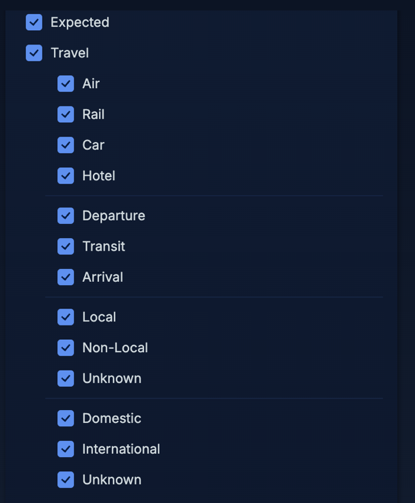 Expected
Travel
Air
Rail
Car
Hotel
Departure
Transit
Arrival
Local
Non-Local
Unknown
Domestic
International
Unknown